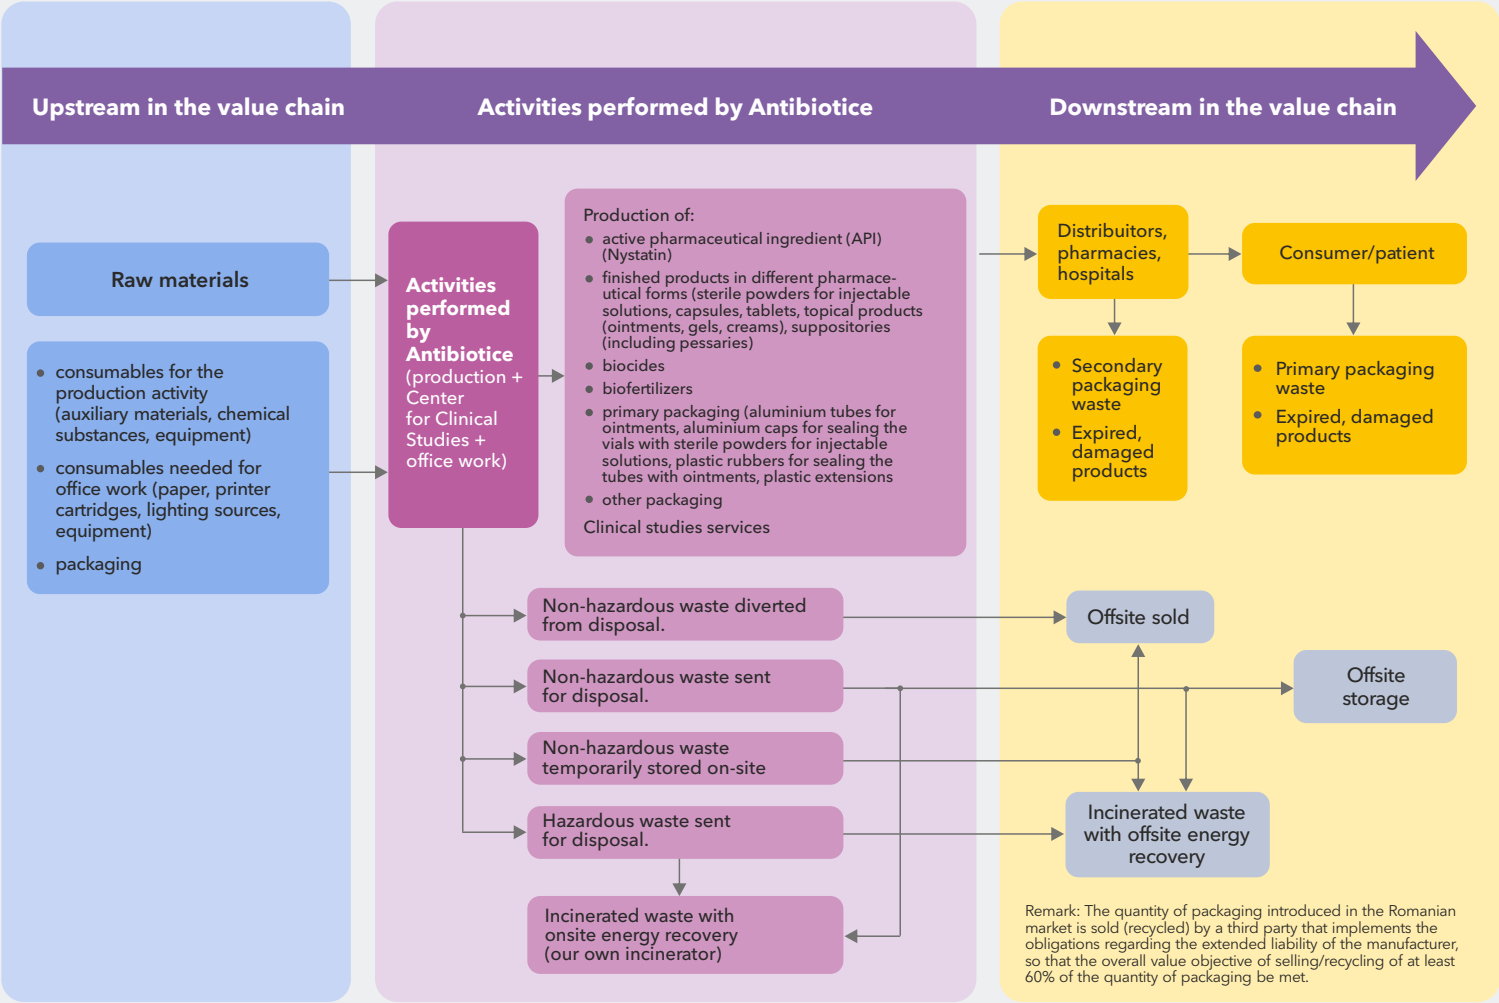 Upstream in the value chain
Activities performed by Antibiotice
Downstream in the value chain
Raw materials
consumables for the
production activity
(auxiliary materials, chemical
substances, equipment)
consumables needed for
office work (paper, printer
cartridges, lighting sources,
equipment)
packaging
Activities
performed
by
Antibiotice
(production +
Center
for Clinical
Studies +
office work)
Production of:
active pharmaceutical ingredient (API)
(Nystatin)
finished products in different pharmace-
utical forms (sterile powders for injectable
solutions, capsules, tablets, topical products
(ointments, gels, creams), suppositories
(including pessaries)
biocides
biofertilizers
primary packaging (aluminium tubes for
ointments, aluminium caps for sealing the
vials with sterile powders for injectable
solutions, plastic rubbers for sealing the
tubes with ointments, plastic extensions
other packaging
Clinical studies services
Non-hazardous waste diverted
from disposal.
Non-hazardous waste sent
for disposal.
Non-hazardous waste
temporarily stored on-site
Hazardous waste sent
for disposal.
Incinerated waste with
onsite energy recovery
(our own incinerator)
Distribuitors,
pharmacies,
hospitals
Consumer/patient
Secondary
packaging
waste
Expired,
damaged
products
Primary packaging
waste
Expired, damaged
products
Offsite sold
Offsite
storage
Incinerated waste
with offsite energy
recovery
Remark: The quantity of packaging introduced in the Romanian
market is sold (recycled) by a third party that implements the
obligations regarding the extended liability of the manufacturer,
so that the overall value objective of selling/recycling of at least
60% of the quantity of packaging be met.